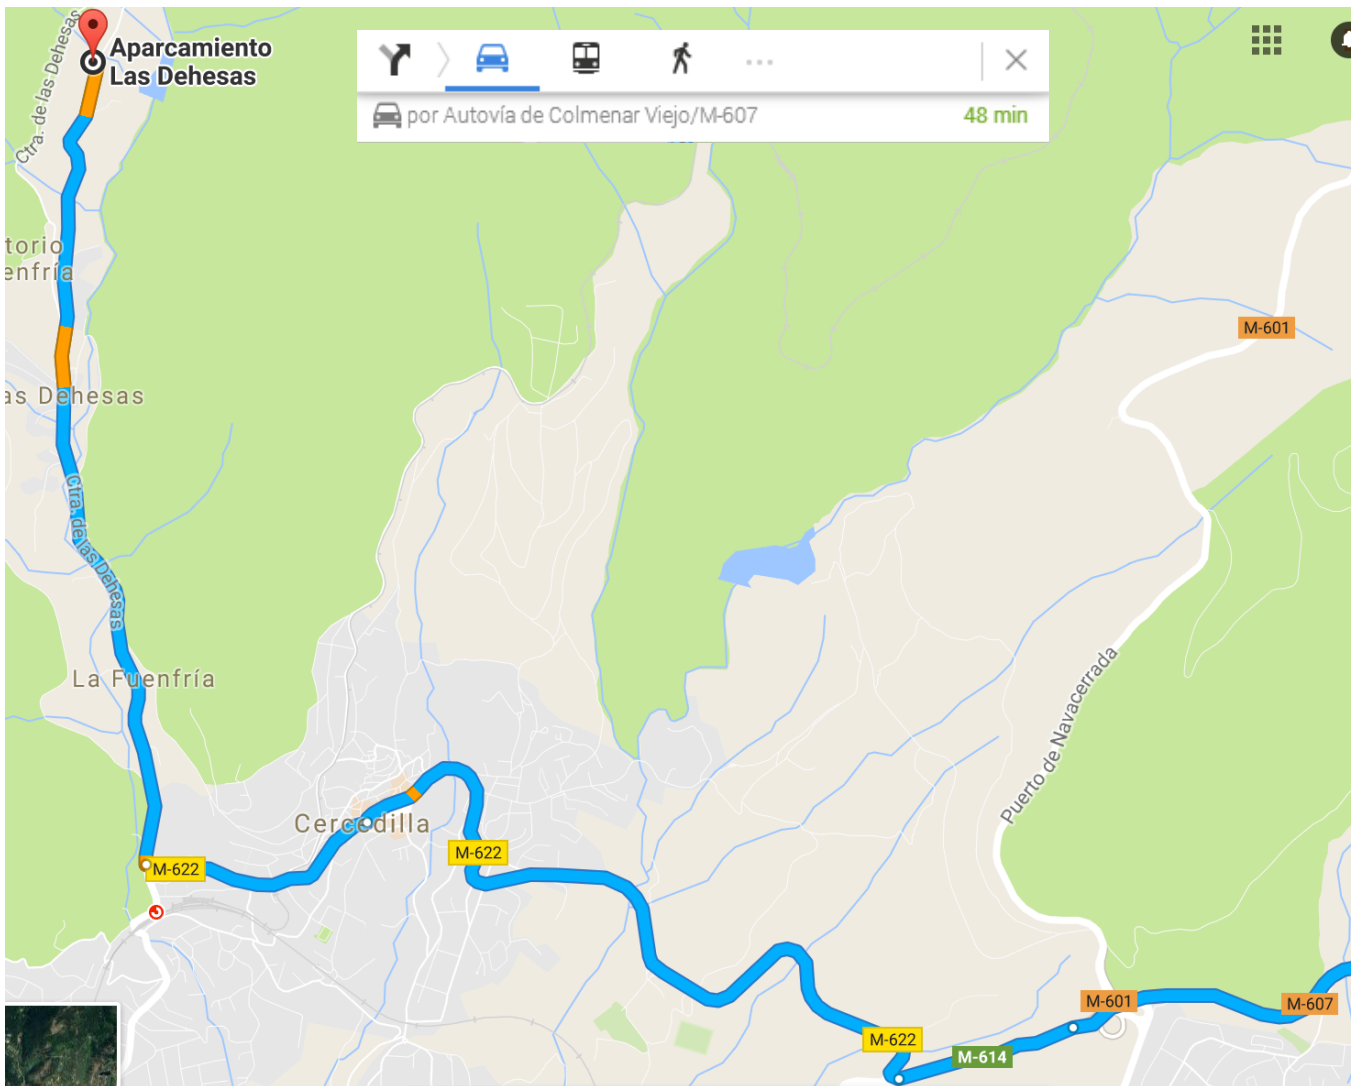 Ctra. de las Dehesas
Aparcamiento
Las Dehesas
por Autovía de Colmenar Viejo/M-607
48 min
torio
enfría
M-601
as Dehesas
Ctra. de las Dehesas
La Fuenfría
Puerto de Navacerrada
Cercedilla
M-622
M-622
M-601
M-607
M-622
M-614